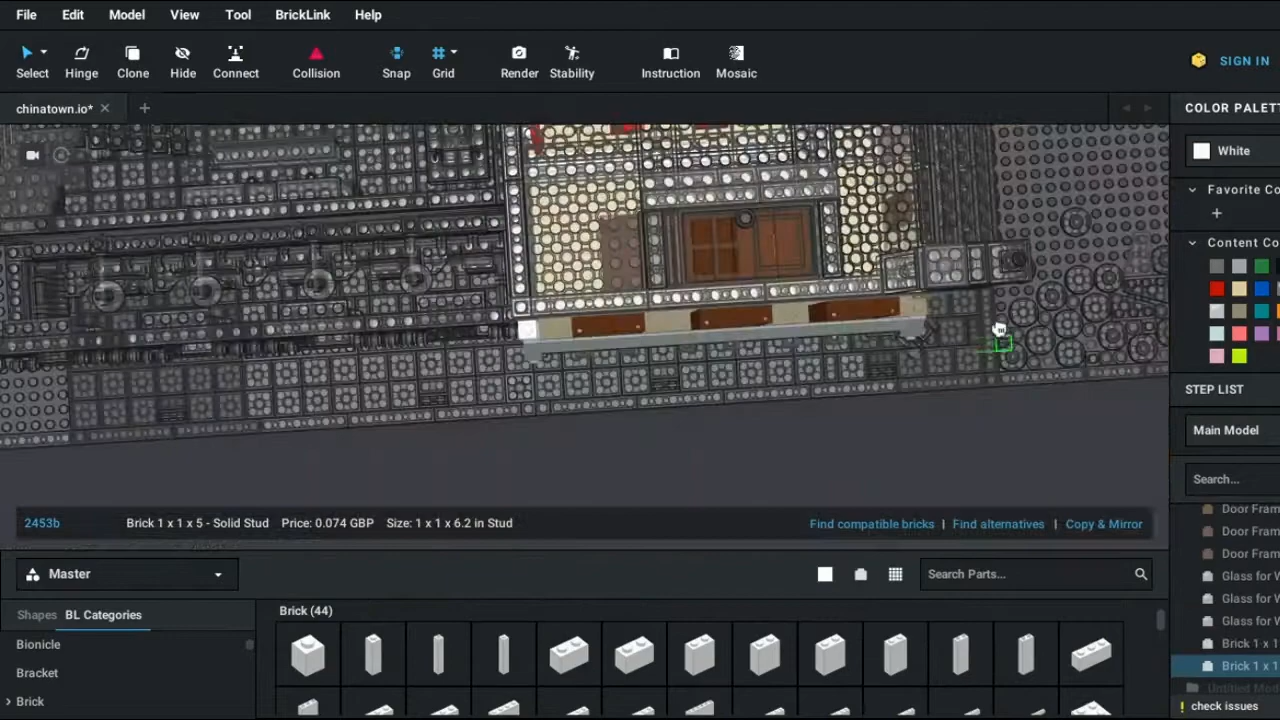 File Edit Model View Tool BrickLink Help
Select Hinge Clone Hide Connect Collision Snap Grid Render Stability Instruction Mosaic SIGN IN
chinatown.io* COLOR PALETT
White
Favorite Co
Content Co
STEP LIST
Main Model
Search...
Door Fram
Door Fram
Door Fram
Glass for W
Glass for W
Glass for W
Brick 1 x 1
Brick 1 x 1
Untitled Mod
check issues
2453b Brick 1 x 1 x 5 - Solid Stud Price: 0.074 GBP Size: 1 x 1 x 6.2 in Stud Find compatible bricks | Find alternatives | Copy & Mirror
Master Search Parts...
Shapes BL Categories Brick (44)
Bionicle
Bracket
Brick